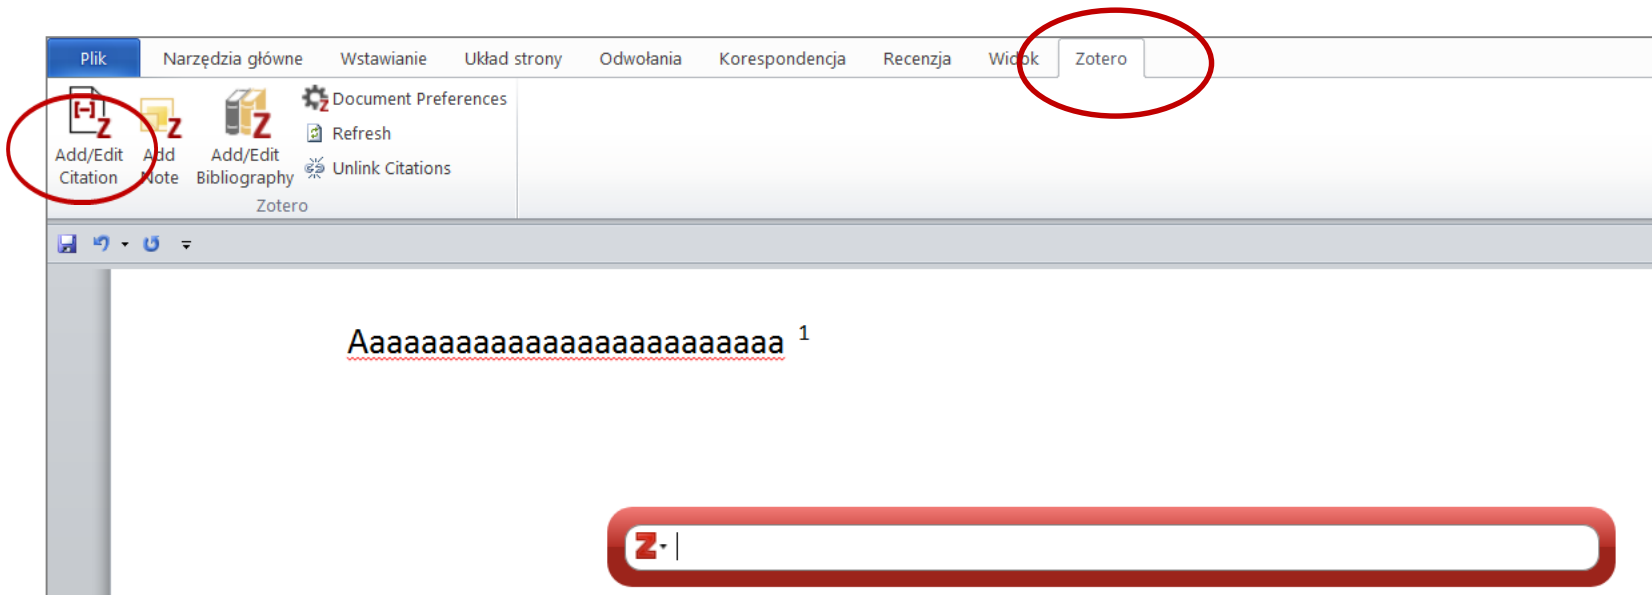 Plik Narzędzia główne Wstawianie Układ strony Odwołania Korespondencja Recenzja Widok Zotero
Add/Edit Citation
Add Note
Add/Edit Bibliography
Document Preferences
Refresh
Unlink Citations
Zotero
Aaaaaaaaaaaaaaaaaaaaaaaaa 1
Z